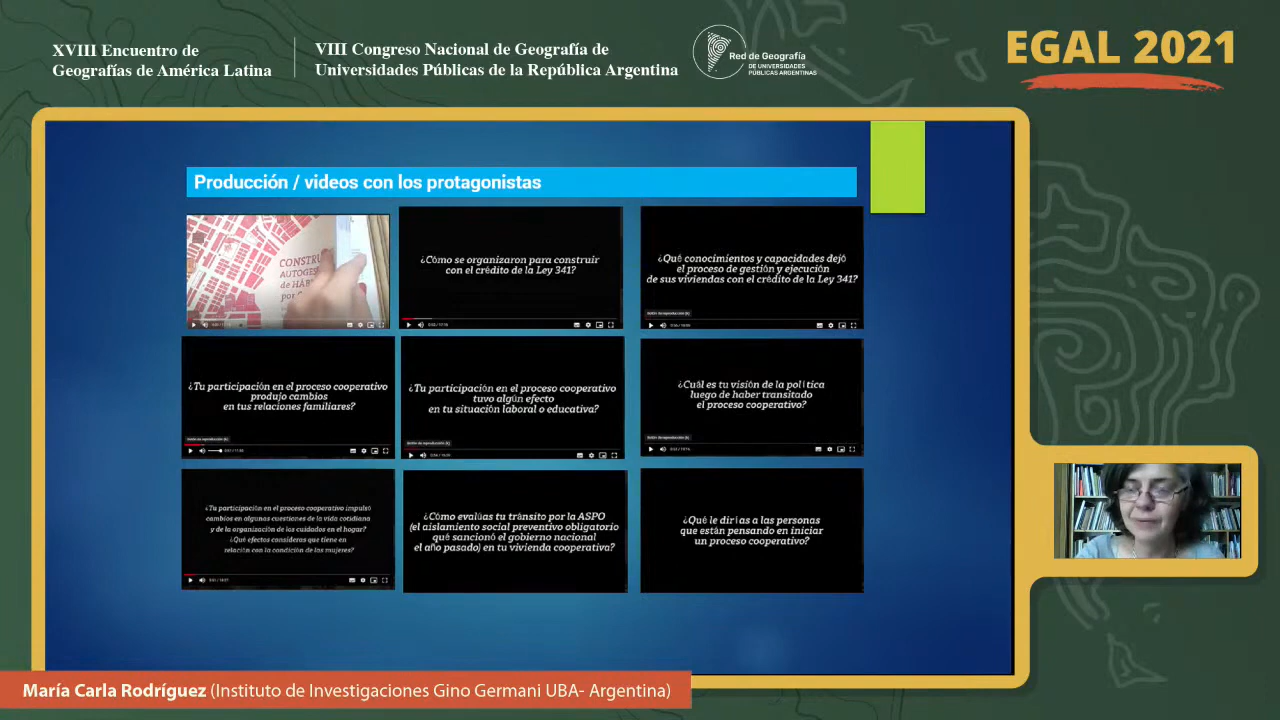 XVIII Encuentro de
Geografías de América Latina
VIII Congreso Nacional de Geografía de
Universidades Públicas de la República Argentina
Red de Geografía
DE UNIVERSIDADES
PÚBLICAS ARGENTINAS
EGAL 2021
Producción / videos con los protagonistas
CONSTRU
AUTOGES
de HÁB
por
¿Cómo se organizaron para construir
con el crédito de la Ley 341?
¿Qué conocimientos y capacidades dejó
el proceso de gestión y ejecución
de sus viviendas con el crédito de la Ley 341?
¿Tu participación en el proceso cooperativo
produjo cambios
en tus relaciones familiares?
¿Tu participación en el proceso cooperativo
tuvo algún efecto
en tu situación laboral o educativa?
¿Cuál es tu visión de la política
luego de haber transitado
el proceso cooperativo?
¿Tu participación en el proceso cooperativo impulsó
cambios en algunas cuestiones de la vida cotidiana
y de la organización de los cuidados en el hogar?
¿Qué efectos consideras que tiene en
relación con la condición de las mujeres?
¿Cómo evalúas tu tránsito por la ASPO
(el aislamiento social preventivo obligatorio
qué sancionó el gobierno nacional
el año pasado) en tu vivienda cooperativa?
¿Qué le dirías a las personas
que están pensando en iniciar
un proceso cooperativo?
María Carla Rodríguez (Instituto de Investigaciones Gino Germani UBA- Argentina)